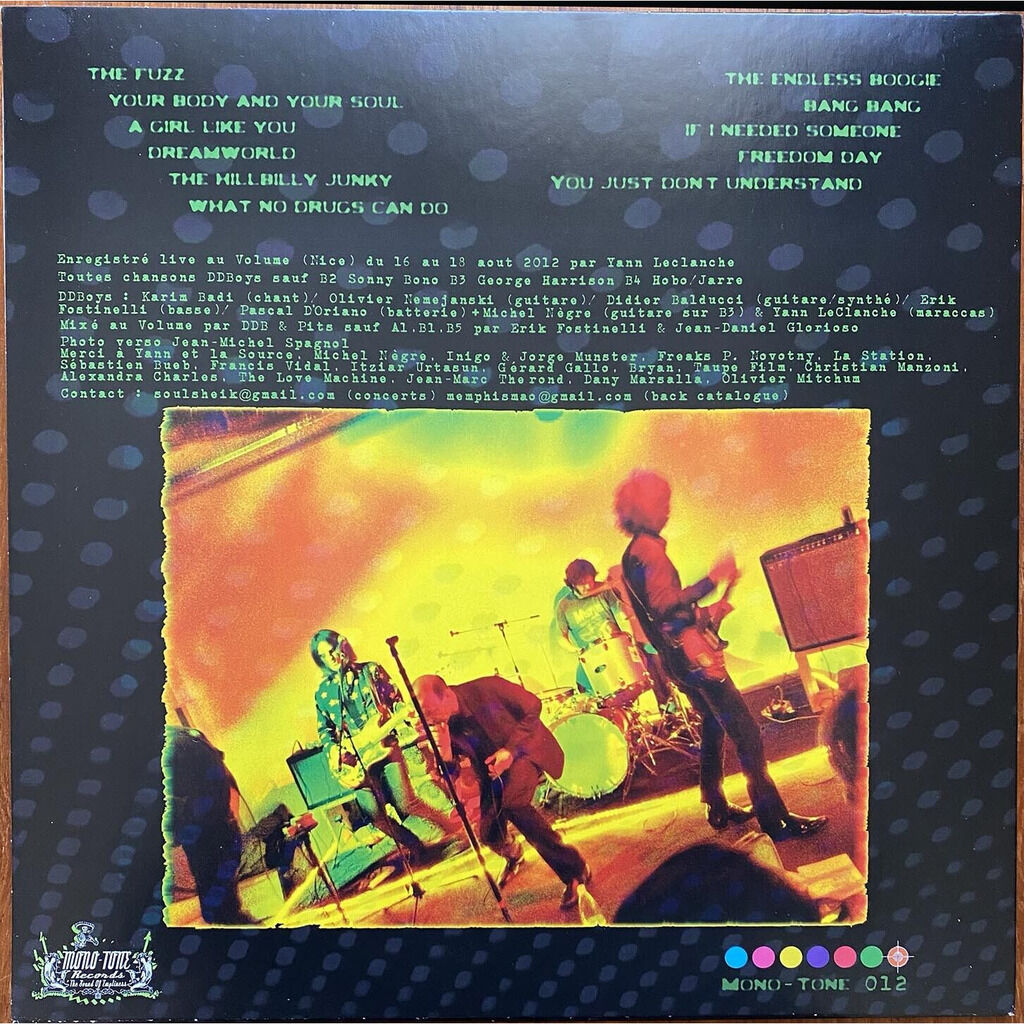 THE FUZZ
YOUR BODY AND YOUR SOUL
A GIRL LIKE YOU
DREAMWORLD
THE HILLBILLY JUNKY
WHAT NO DRUGS CAN DO
THE ENDLESS BOOGIE
BANG BANG
IF I NEEDED SOMEONE
FREEDOM DAY
YOU JUST DON'T UNDERSTAND
Enregistré live au Volume (Nice) du 16 au 18 aout 2012 par Yann Leclanche
Toutes chansons DDBoys sauf B2 Sonny Bono B3 George Harrison B4 Hobo/Jarre
DDBoys : Karim Badi (chant)/ Olivier Nemejanski (guitare)/ Didier Balducci (guitare/synthé)/ Erik
Fostinelli (basse)/ Pascal D'Oriano (batterie)+Michel Nègre (guitare sur B3) & Yann LeClanche (maraccas)
Mixé au Volume par DDB & Pits sauf A1.B1.B5 par Erik Fostinelli & Jean-Daniel Glorioso
Photo verso Jean-Michel Spagnol
Merci à Yann et la Source, Michel Nègre, Inigo & Jorge Munster, Freaks P. Novotny, La Station,
Sébastien Bueb, Francis Vidal, Itziar Urtasun, Gérard Gallo, Bryan, Taupe Film, Christian Manzoni,
Alexandra Charles, The Love Machine, Jean-Marc Therond, Dany Marsalla, Olivier Mitchum
Contact : soulsheik@gmail.com (concerts) memphismao@gmail.com (back catalogue)
MONO-TONE
Records
The Sound Of Emptiness
MONO-TONE 012